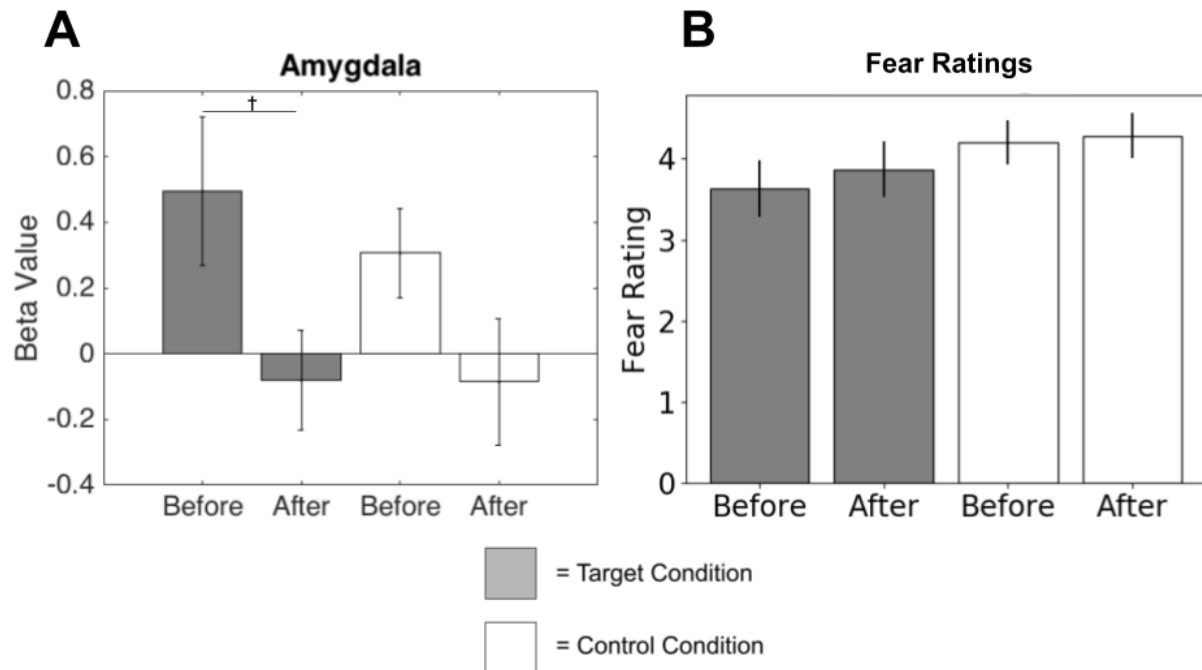 A
Amygdala
0.8
0.6
0.4
0.2
0
-0.2
-0.4
Beta Value
†
Before After Before After
B
Fear Ratings
4
3
2
1
0
Fear Rating
Before After Before After
= Target Condition
= Control Condition